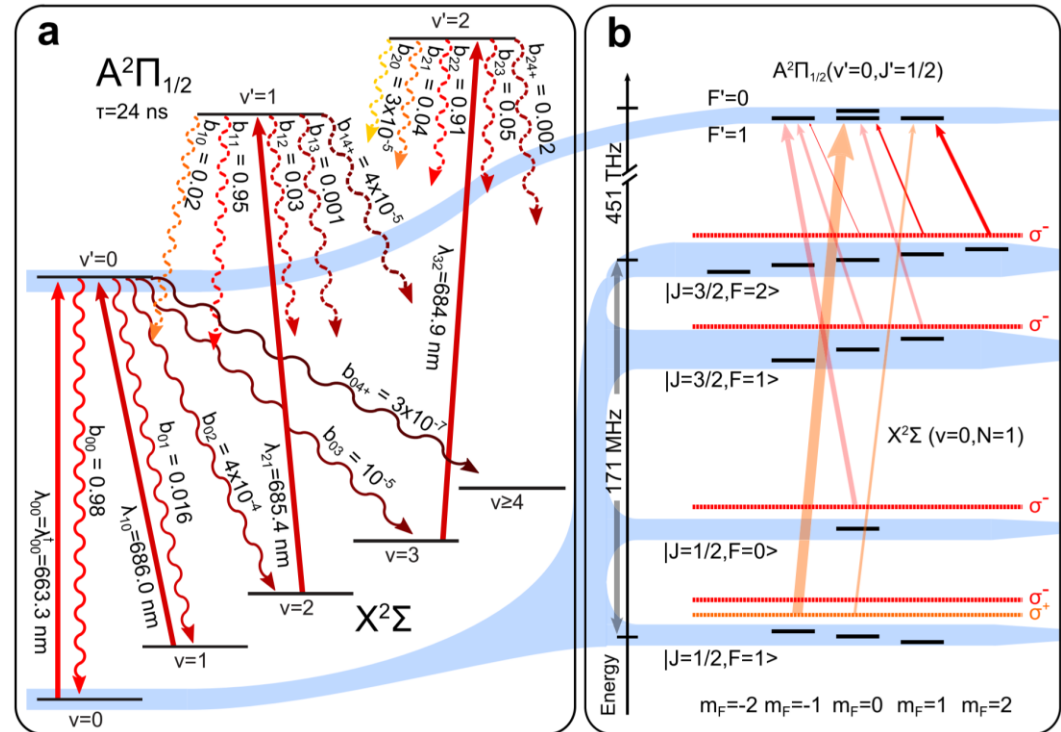 a
A²Π₁/₂
τ=24 ns
v'=2
b₂₀ = 3x10⁻⁵
b₂₁ = 0.04
b₂₂ = 0.91
b₂₃ = 0.05
b₂₄₊ = 0.002
v'=1
b₁₀ = 0.02
b₁₁ = 0.95
b₁₂ = 0.03
b₁₃ = 0.001
b₁₄₊ = 4x10⁻⁵
v'=0
λ₀₀=λ†₀₀=663.3 nm
b₀₀ = 0.98
λ₁₀=686.0 nm
b₀₁ = 0.016
b₀₂ = 4x10⁻⁴
λ₂₁=685.4 nm
b₀₃ = 10⁻⁵
b₀₄₊ = 3x10⁻⁷
λ₃₂=684.9 nm
v≥4
v=3
v=2
X²Σ
v=1
v=0
b
A²Π₁/₂(v'=0,J'=1/2)
F'=0
F'=1
451 THz
σ⁻
|J=3/2,F=2>
σ⁻
|J=3/2,F=1>
171 MHz
X²Σ (v=0,N=1)
σ⁻
|J=1/2,F=0>
σ⁻
σ⁺
|J=1/2,F=1>
Energy
m_F=-2 m_F=-1 m_F=0 m_F=1 m_F=2